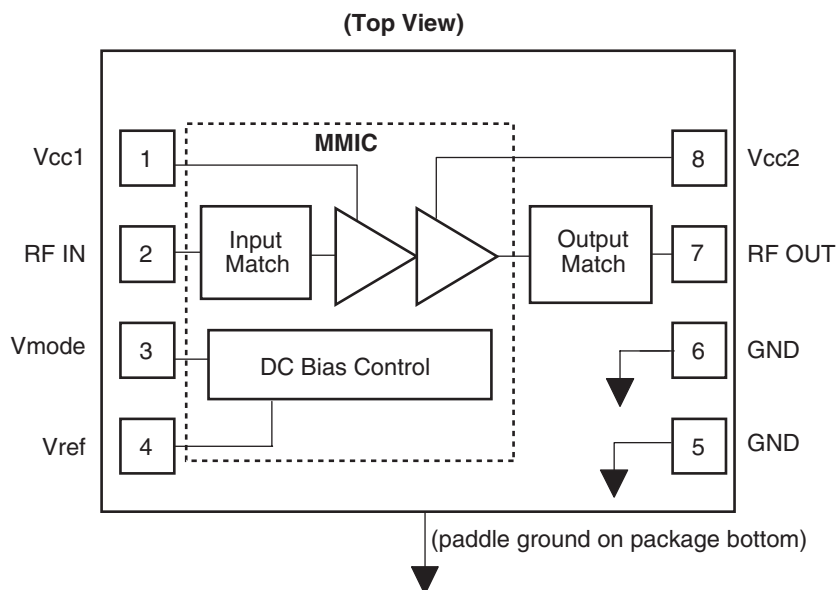 (Top View)
MMIC
Vcc1 1
8 Vcc2
RF IN 2
Input
Match
Output
Match
7 RF OUT
Vmode 3
DC Bias Control
6 GND
Vref 4
5 GND
(paddle ground on package bottom)